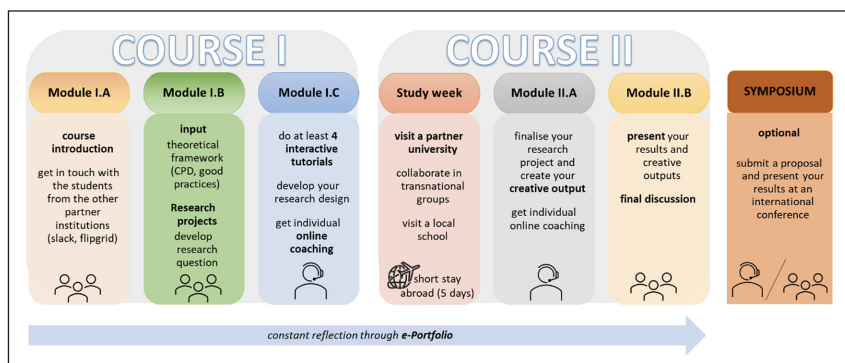 COURSE I
Module I.A
course
introduction
get in touch with
the students
from the other
partner
institutions
(slack, flipgrid)
Module I.B
input
theoretical
framework
(CPD, good
practices)
Research
projects
develop
research
question
Module I.C
do at least 4
interactive
tutorials
develop your
research design
get individual
online
coaching
COURSE II
Study week
visit a partner
university
collaborate in
transnational
groups
visit a local
school
short stay
abroad (5 days)
Module II.A
finalise your
research
project and
create your
creative output
get individual
online coaching
Module II.B
present your
results and
creative
outputs
final discussion
SYMPOSIUM
optional
submit a proposal
and present your
results at an
international
conference
constant reflection through e-Portfolio